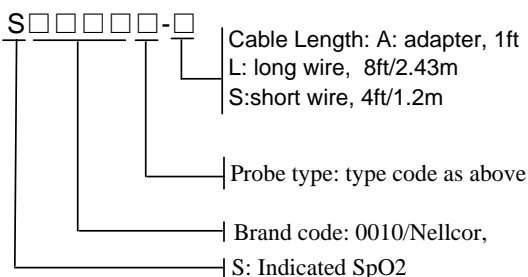 S□□□□□-□
Cable Length: A: adapter, 1ft
L: long wire, 8ft/2.43m
S:short wire, 4ft/1.2m
Probe type: type code as above
Brand code: 0010/Nellcor,
S: Indicated SpO2